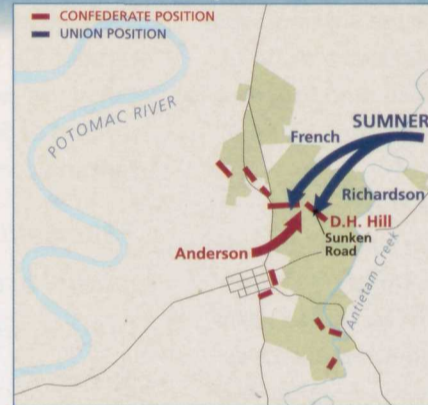 CONFEDERATE POSITION
UNION POSITION
POTOMAC RIVER
SUMNER
French
Richardson
D.H. Hill
Sunken
Road
Anderson
Antietam Creek